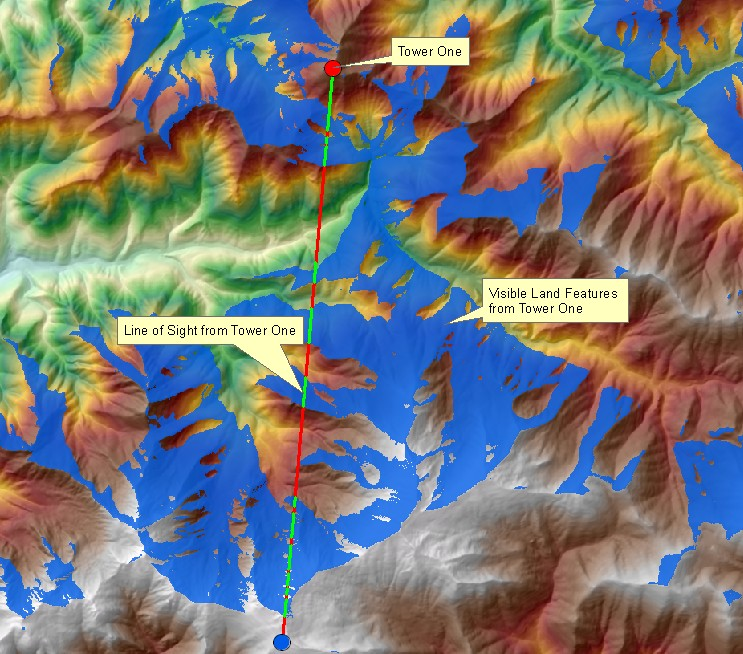 Tower One
Visible Land Features
from Tower One
Line of Sight from Tower One